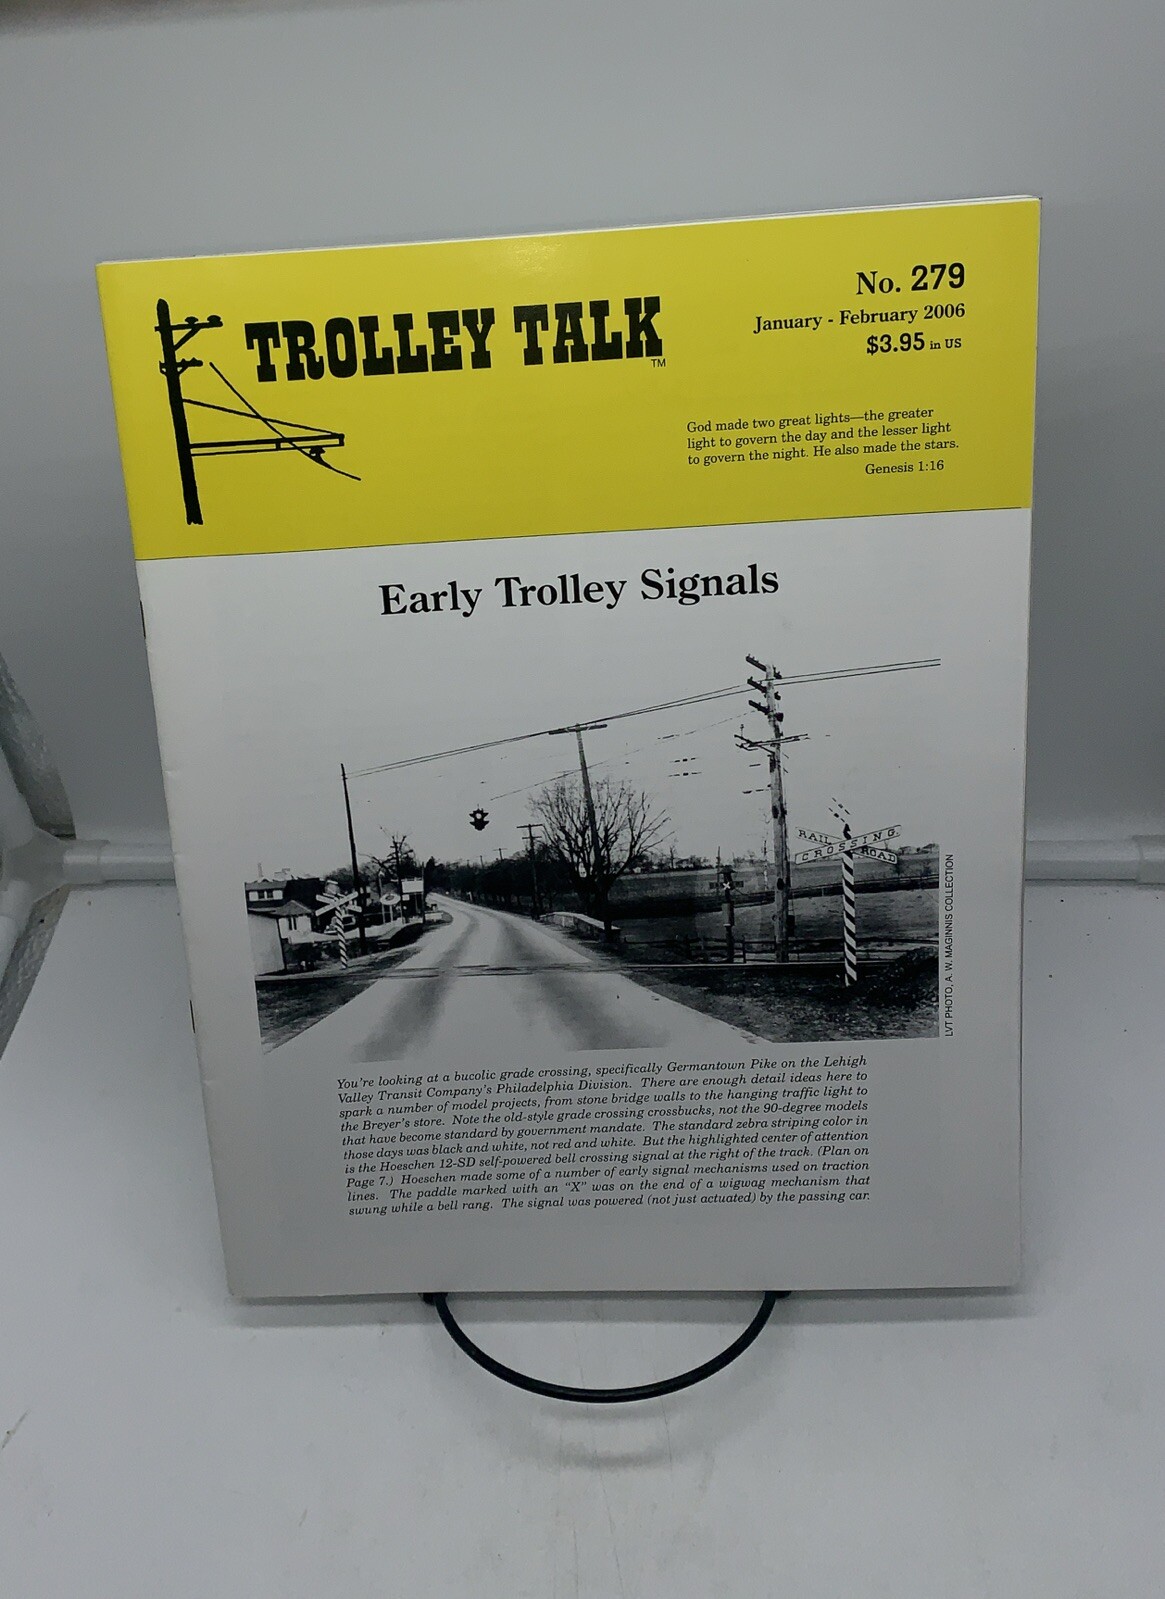 TROLLEY TALK
TM
No. 279
January - February 2006
$3.95 in US
God made two great lights—the greater
light to govern the day and the lesser light
to govern the night. He also made the stars.
Genesis 1:16
Early Trolley Signals
RAIL CROSSING ROAD
CROSSING
LVT PHOTO, A. W. MAGINNIS COLLECTION
You're looking at a bucolic grade crossing, specifically Germantown Pike on the Lehigh
Valley Transit Company's Philadelphia Division. There are enough detail ideas here to
spark a number of model projects, from stone bridge walls to the hanging traffic light to
the Breyer's store. Note the old-style grade crossing crossbucks, not the 90-degree models
that have become standard by government mandate. The standard zebra striping color in
those days was black and white, not red and white. But the highlighted center of attention
is the Hoeschen 12-SD self-powered bell crossing signal at the right of the track. (Plan on
Page 7.) Hoeschen made some of a number of early signal mechanisms used on traction
lines. The paddle marked with an "X" was on the end of a wigwag mechanism that
swung while a bell rang. The signal was powered (not just actuated) by the passing car.